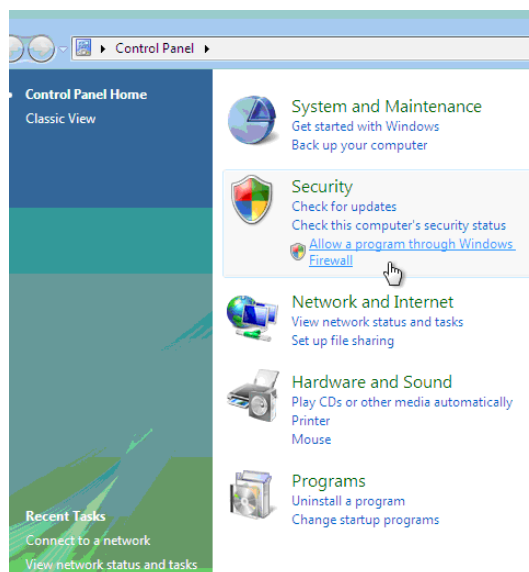 Control Panel
Control Panel Home
Classic View
System and Maintenance
Get started with Windows
Back up your computer
Security
Check for updates
Check this computer's security status
Allow a program through Windows
Firewall
Network and Internet
View network status and tasks
Set up file sharing
Hardware and Sound
Play CDs or other media automatically
Printer
Mouse
Programs
Uninstall a program
Change startup programs
Recent Tasks
Connect to a network
View network status and tasks